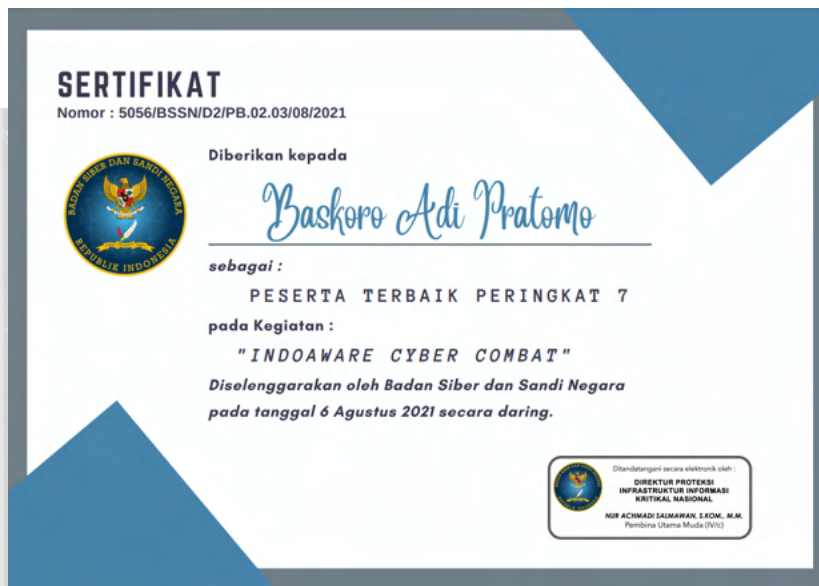 SERTIFIKAT
Nomor : 5056/BSSN/D2/PB.02.03/08/2021
BADAN SIBER DAN SANDI NEGARA
REPUBLIK INDONESIA
Diberikan kepada
Baskoro Adi Pratomo
sebagai :
PESERTA TERBAIK PERINGKAT 7
pada Kegiatan :
"INDOAWARE CYBER COMBAT"
Diselenggarakan oleh Badan Siber dan Sandi Negara
pada tanggal 6 Agustus 2021 secara daring.
Ditandatangani secara elektronik oleh :
DIREKTUR PROTEKSI
INFRASTRUKTUR INFORMASI
KRITIKAL NASIONAL
NUR ACHMADI SALMAWAN, S.KOM., M.M.
Pembina Utama Muda (IV/c)